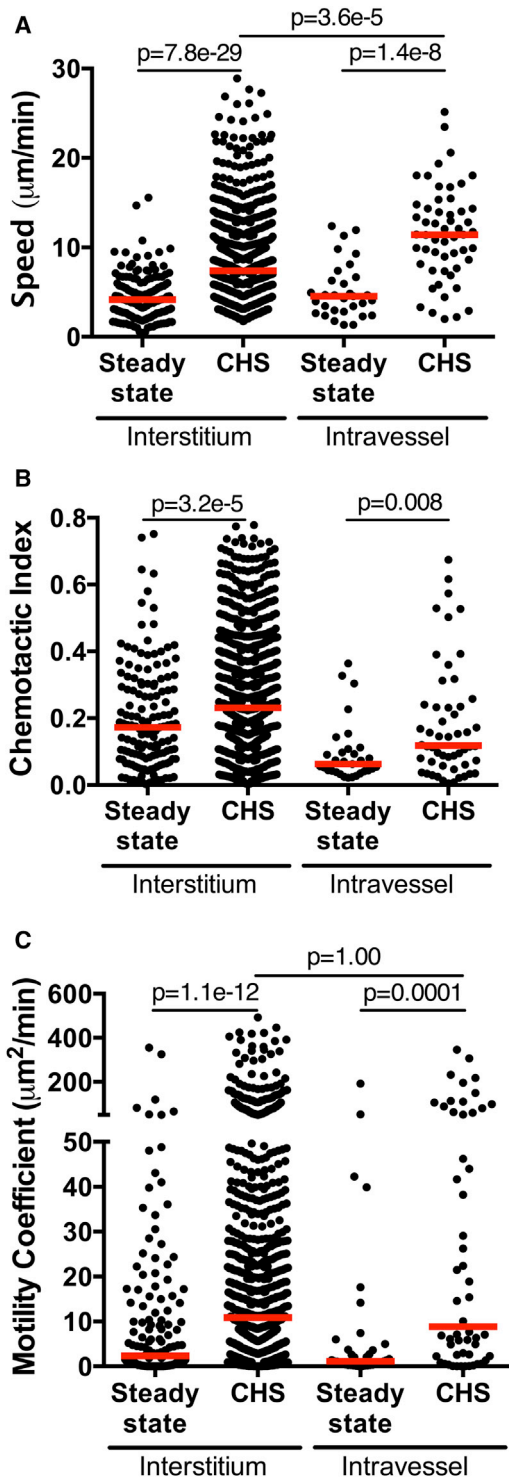 A
p=3.6e-5
p=7.8e-29 p=1.4e-8
Speed (μm/min)
30
20
10
0
Steady state CHS Steady state CHS
Interstitium Intravessel
B
p=3.2e-5 p=0.008
Chemotactic Index
0.8
0.6
0.4
0.2
0.0
Steady state CHS Steady state CHS
Interstitium Intravessel
C
p=1.00
p=1.1e-12 p=0.0001
Motility Coefficient (μm²/min)
600
400
200
50
40
30
20
10
0
Steady state CHS Steady state CHS
Interstitium Intravessel